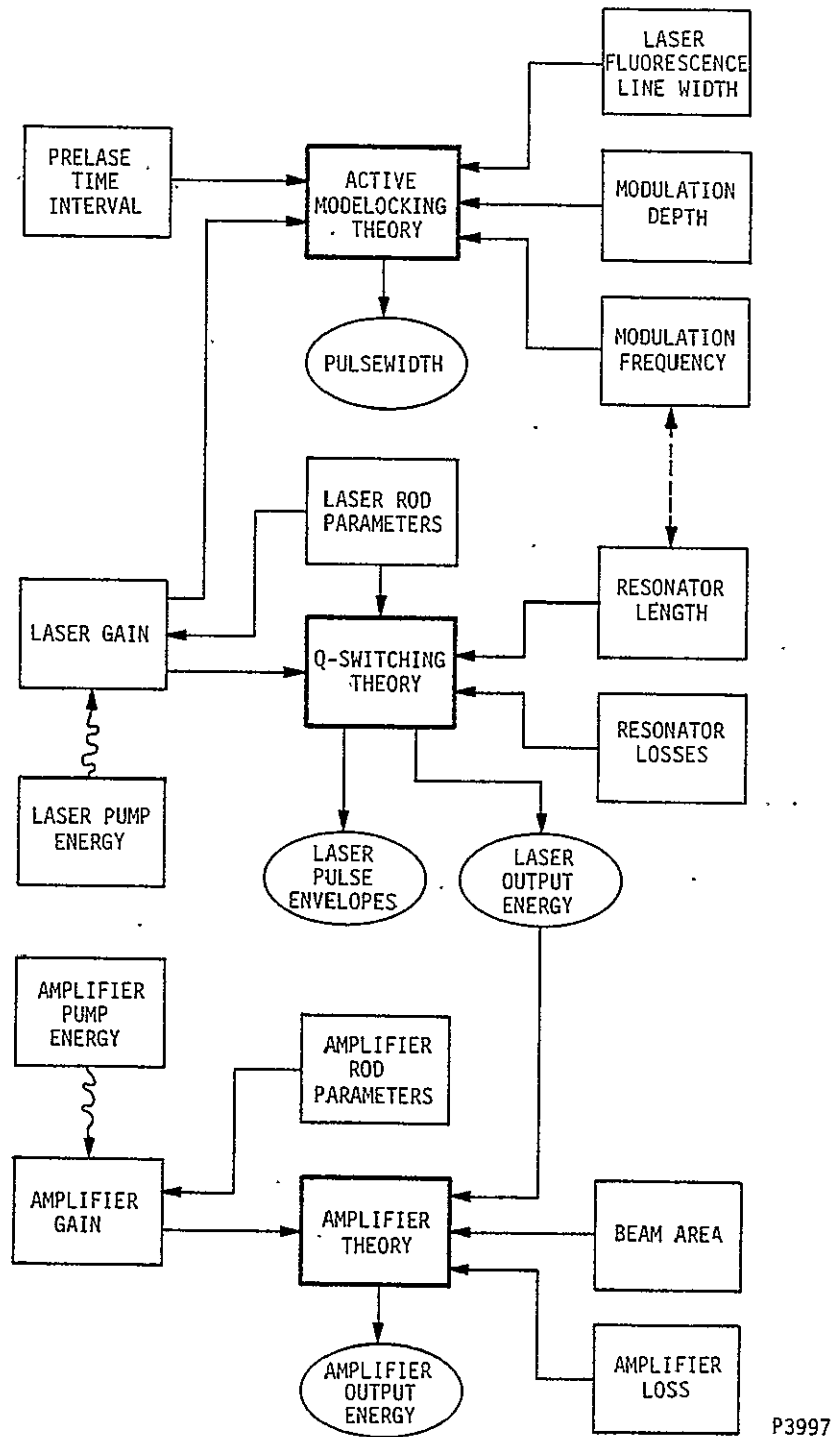 LASER
FLUORESCENCE
LINE WIDTH
PRELASE
TIME
INTERVAL
ACTIVE
MODELOCKING
THEORY
MODULATION
DEPTH
PULSEWIDTH
MODULATION
FREQUENCY
LASER ROD
PARAMETERS
LASER GAIN
Q-SWITCHING
THEORY
RESONATOR
LENGTH
RESONATOR
LOSSES
LASER PUMP
ENERGY
LASER
PULSE
ENVELOPES
LASER
OUTPUT
ENERGY
AMPLIFIER
PUMP
ENERGY
AMPLIFIER
ROD
PARAMETERS
AMPLIFIER
GAIN
AMPLIFIER
THEORY
BEAM AREA
AMPLIFIER
OUTPUT
ENERGY
AMPLIFIER
LOSS
P3997